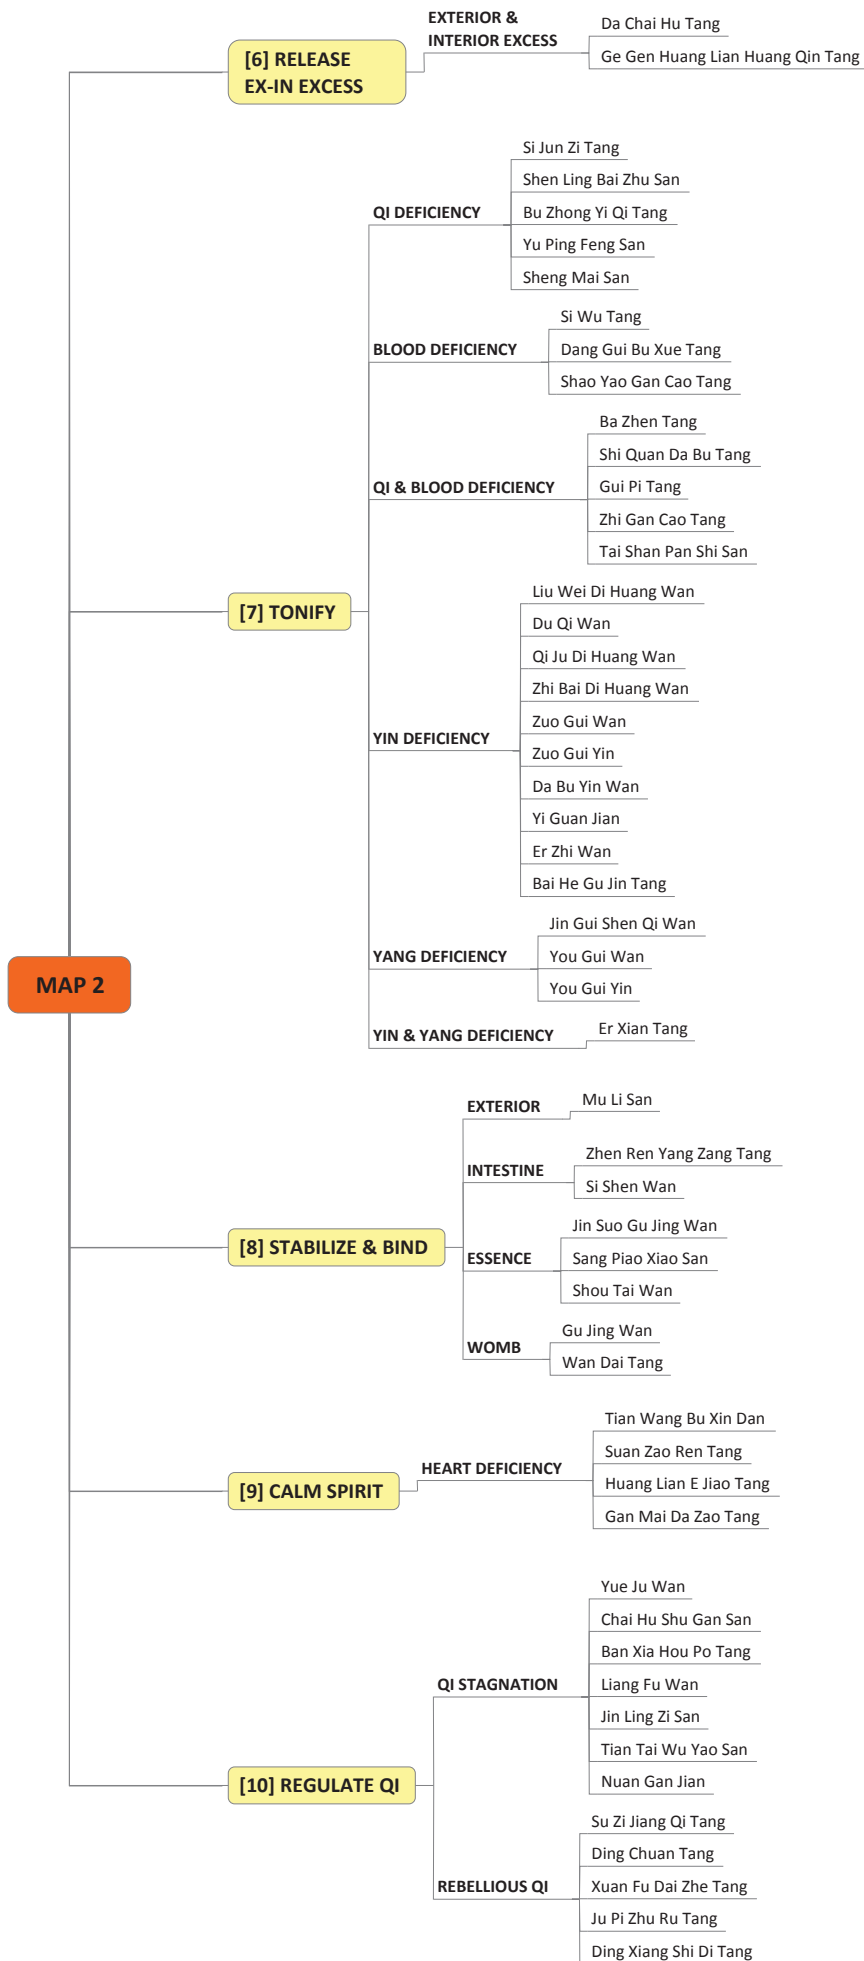 MAP 2
[6] RELEASE
EX-IN EXCESS
EXTERIOR &
INTERIOR EXCESS
Da Chai Hu Tang
Ge Gen Huang Lian Huang Qin Tang
[7] TONIFY
QI DEFICIENCY
Si Jun Zi Tang
Shen Ling Bai Zhu San
Bu Zhong Yi Qi Tang
Yu Ping Feng San
Sheng Mai San
BLOOD DEFICIENCY
Si Wu Tang
Dang Gui Bu Xue Tang
Shao Yao Gan Cao Tang
QI & BLOOD DEFICIENCY
Ba Zhen Tang
Shi Quan Da Bu Tang
Gui Pi Tang
Zhi Gan Cao Tang
Tai Shan Pan Shi San
YIN DEFICIENCY
Liu Wei Di Huang Wan
Du Qi Wan
Qi Ju Di Huang Wan
Zhi Bai Di Huang Wan
Zuo Gui Wan
Zuo Gui Yin
Da Bu Yin Wan
Yi Guan Jian
Er Zhi Wan
Bai He Gu Jin Tang
YANG DEFICIENCY
Jin Gui Shen Qi Wan
You Gui Wan
You Gui Yin
YIN & YANG DEFICIENCY
Er Xian Tang
[8] STABILIZE & BIND
EXTERIOR
Mu Li San
INTESTINE
Zhen Ren Yang Zang Tang
Si Shen Wan
ESSENCE
Jin Suo Gu Jing Wan
Sang Piao Xiao San
Shou Tai Wan
WOMB
Gu Jing Wan
Wan Dai Tang
[9] CALM SPIRIT
HEART DEFICIENCY
Tian Wang Bu Xin Dan
Suan Zao Ren Tang
Huang Lian E Jiao Tang
Gan Mai Da Zao Tang
[10] REGULATE QI
QI STAGNATION
Yue Ju Wan
Chai Hu Shu Gan San
Ban Xia Hou Po Tang
Liang Fu Wan
Jin Ling Zi San
Tian Tai Wu Yao San
Nuan Gan Jian
REBELLIOUS QI
Su Zi Jiang Qi Tang
Ding Chuan Tang
Xuan Fu Dai Zhe Tang
Ju Pi Zhu Ru Tang
Ding Xiang Shi Di Tang